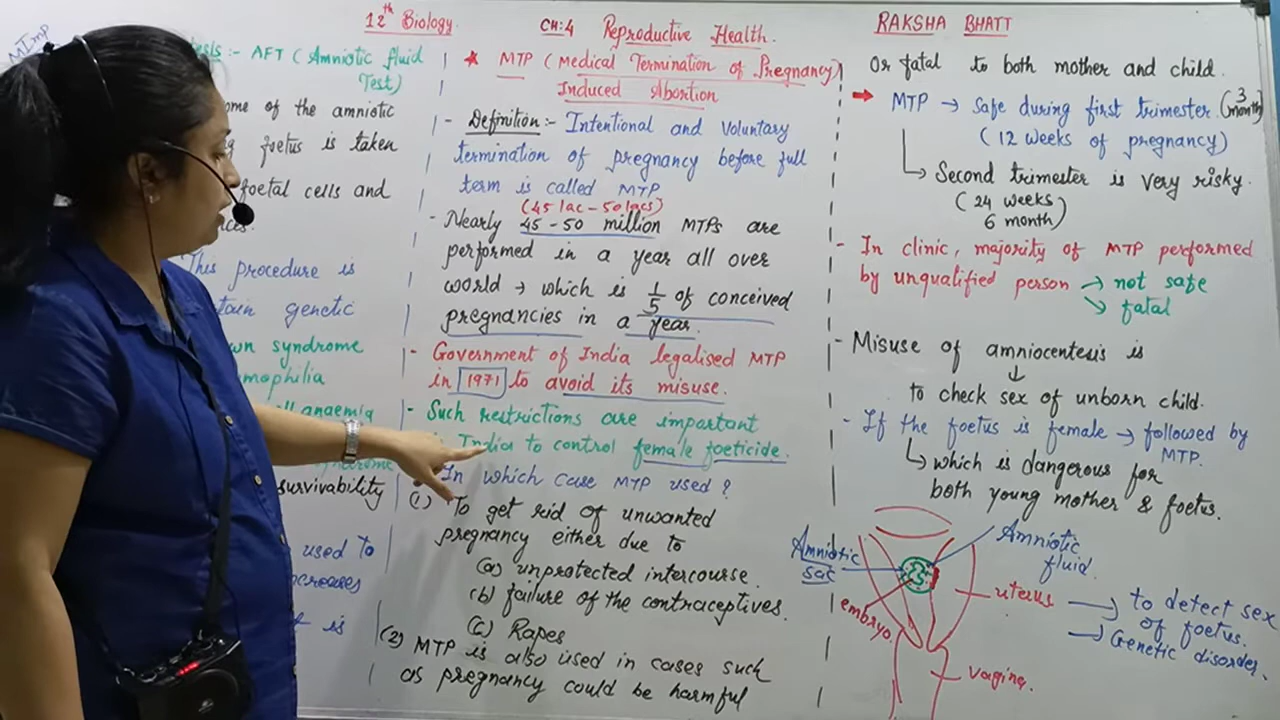 12th Biology. CH:4 Reproductive Health. RAKSHA BHATT
MImp
:- AFT (Amniotic fluid
Test)
of the amniotic
foetus is taken
foetal cells and
This procedure is
genetic
syndrome
anaemia
survivability
used to
is
* MTP (Medical Termination of Pregnancy)
Induced Abortion
- Definition:- Intentional and voluntary
termination of pregnancy before full
term is called MTP
(45 lac - 50 lacs)
- Nearly 45-50 million MTPs are
performed in a year all over
world → which is 1/5 of conceived
pregnancies in a year.
- Government of India legalised MTP
in 1971 to avoid its misuse.
- Such restrictions are important
India to control female foeticide.
In which case MTP used?
(1) To get rid of unwanted
pregnancy either due to
(a) unprotected intercourse.
(b) failure of the contraceptives.
(c) Rapes
(2) MTP is also used in cases such
as pregnancy could be harmful
Or fatal to both mother and child.
→ MTP → Safe during first trimester (3 month)
(12 weeks of pregnancy)
↳ Second trimester is very risky.
(24 weeks
6 month)
- In clinic, majority of MTP performed
by unqualified person → not safe
↘ fatal
- Misuse of amniocentesis is
↓
to check sex of unborn child.
- If the foetus is female → followed by
MTP.
↳ which is dangerous for
both young mother & foetus.
Amniotic
sac
Amniotic
fluid
embryo
uterus
→ to detect sex
of foetus.
→ Genetic disorder.
vagina.